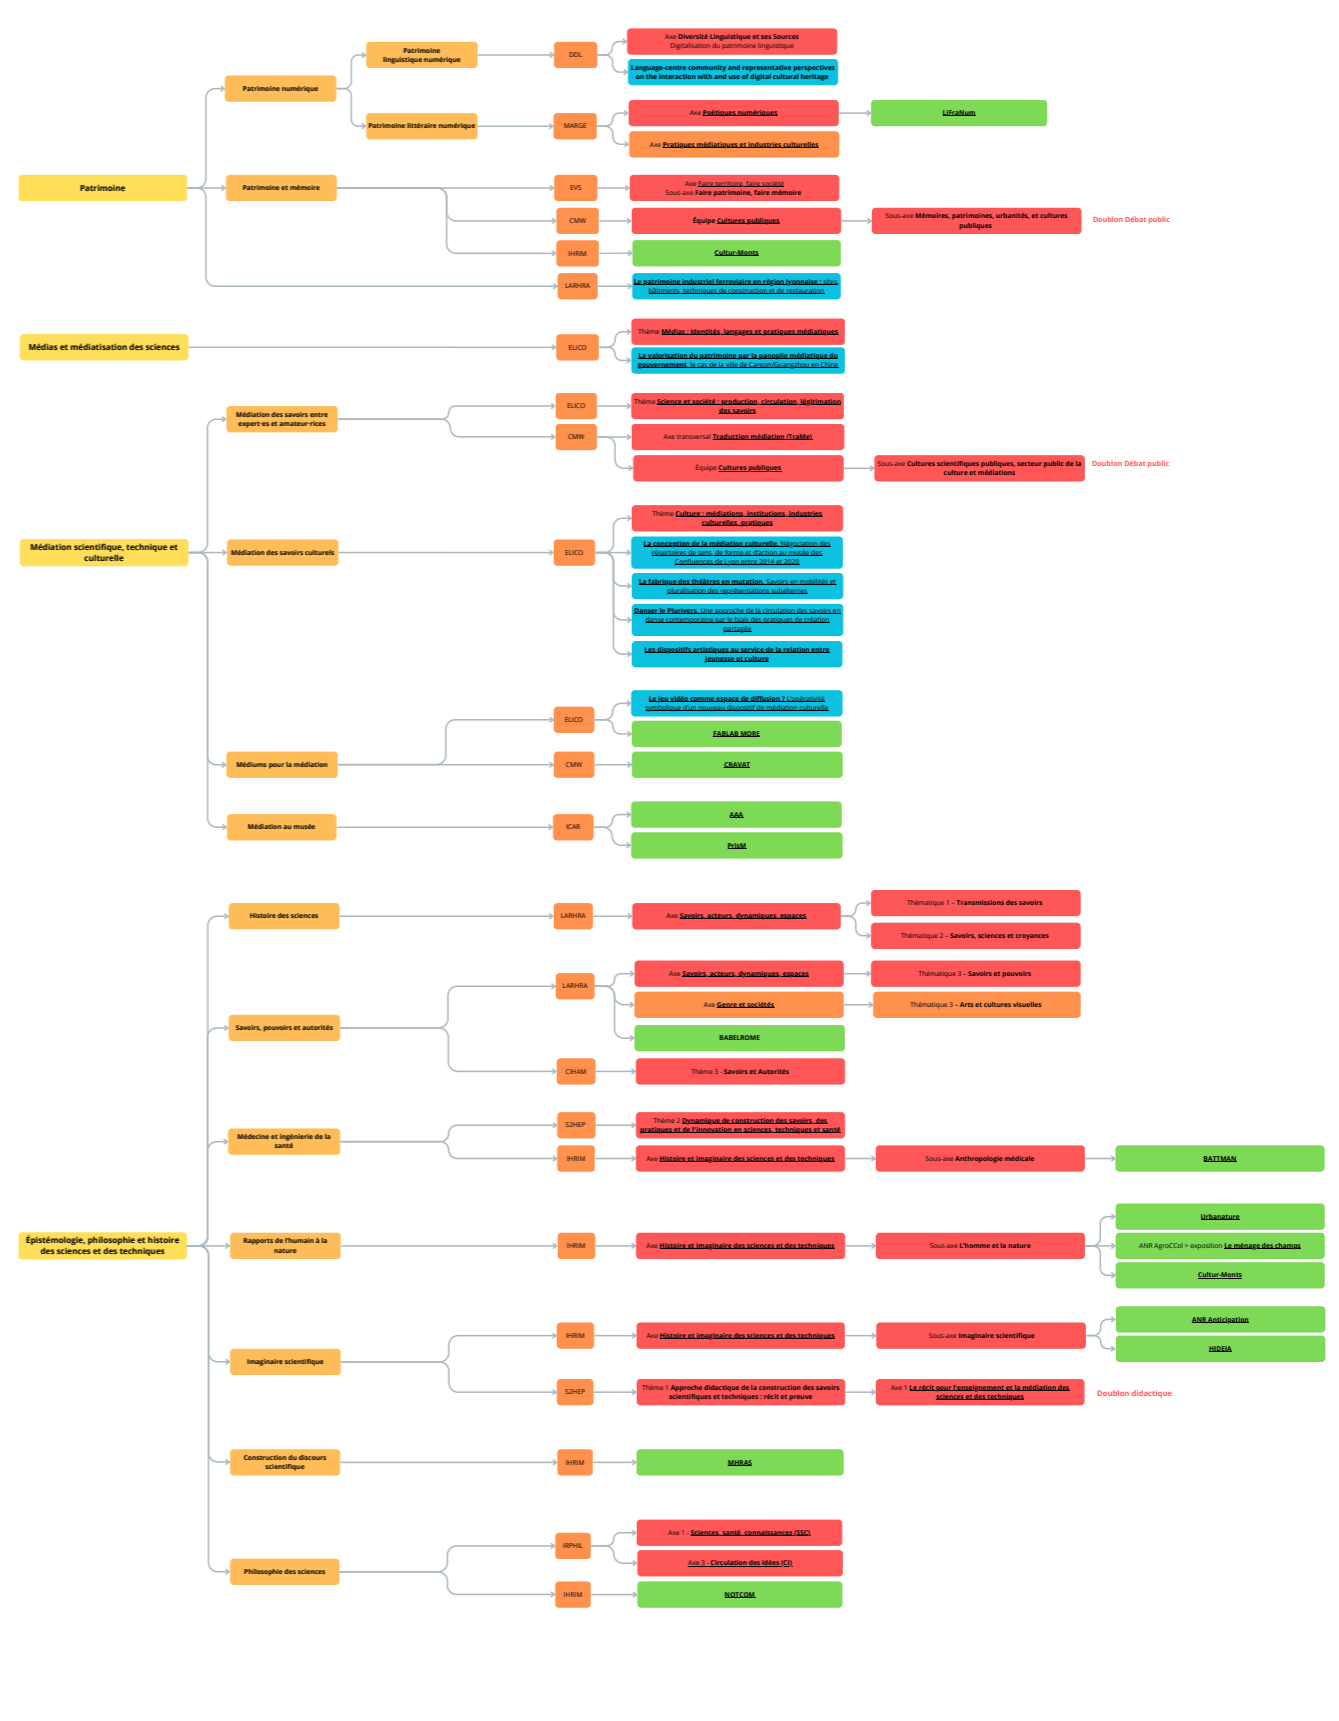 Patrimoine
Patrimoine numérique
Patrimoine
linguistique numérique
DDL
Axe Diversité Linguistique et ses Sources
Digitalisation du patrimoine linguistique
Language-centre community and representative perspectives
on the interaction with and use of digital cultural heritage
Patrimoine littéraire numérique
MARGE
Axe Poétiques numériques
LiFraNum
Axe Pratiques médiatiques et industries culturelles
Patrimoine et mémoire
EVS
Axe Faire territoire, faire société
Sous-axe Faire patrimoine, faire mémoire
CMW
Équipe Cultures publiques
Sous-axe Mémoires, patrimoines, urbanités, et cultures
publiques
Doublon Débat public
IHRIM
Cultur-Monts
LARHRA
Le patrimoine industriel ferroviaire en région lyonnaise : sites
bâtiments, techniques de construction et de restauration
Médias et médiatisation des sciences
ELICO
Thème Médias : identités, langages et pratiques médiatiques
La valorisation du patrimoine par la panoplie médiatique du
gouvernement, le cas de la ville de Canton/Guangzhou en Chine
Médiation scientifique, technique et
culturelle
Médiation des savoirs entre
expert·es et amateur·rices
ELICO
Thème Science et société : production, circulation, légitimation
des savoirs
CMW
Axe transversal Traduction médiation (TraMe)
Équipe Cultures publiques
Sous-axe Cultures scientifiques publiques, secteur public de la
culture et médiations
Doublon Débat public
Médiation des savoirs culturels
ELICO
Thème Culture : médiations, institutions, industries
culturelles, pratiques
La conception de la médiation culturelle. Négociation des
répertoires de sens, de forme et d'action au musée des
Confluences de Lyon entre 2014 et 2020
La fabrique des théâtres en mutation. Savoirs en mobilités et
pluralisation des représentations subalternes
Danser le Plurivers. Une approche de la circulation des savoirs en
danse contemporaine par le biais des pratiques de création
partagée
Les dispositifs artistiques au service de la relation entre
jeunesse et culture
Médiums pour la médiation
ELICO
Le jeu vidéo comme espace de diffusion ? L'opérativité
symbolique d'un nouveau dispositif de médiation culturelle
FABLAB MORE
CMW
CRAVAT
Médiation au musée
ICAR
AAA
PrisM
Épistémologie, philosophie et histoire
des sciences et des techniques
Histoire des sciences
LARHRA
Axe Savoirs, acteurs, dynamiques, espaces
Thématique 1 – Transmissions des savoirs
Thématique 2 – Savoirs, sciences et croyances
Savoirs, pouvoirs et autorités
LARHRA
Axe Savoirs, acteurs, dynamiques, espaces
Thématique 3 – Savoirs et pouvoirs
Axe Genre et sociétés
Thématique 3 – Arts et cultures visuelles
BABELROME
CIHAM
Thème 3 - Savoirs et Autorités
Médecine et ingénierie de la
santé
S2HEP
Thème 2 Dynamique de construction des savoirs, des
pratiques et de l'innovation en sciences, techniques et santé
IHRIM
Axe Histoire et imaginaire des sciences et des techniques
Sous-axe Anthropologie médicale
BATTMAN
Rapports de l'humain à la
nature
IHRIM
Axe Histoire et imaginaire des sciences et des techniques
Sous-axe L'homme et la nature
Urbanature
ANR AgroCCol > exposition Le ménage des champs
Cultur-Monts
Imaginaire scientifique
IHRIM
Axe Histoire et imaginaire des sciences et des techniques
Sous-axe Imaginaire scientifique
ANR Anticipation
HIDEIA
S2HEP
Thème 1 Approche didactique de la construction des savoirs
scientifiques et techniques : récit et preuve
Axe 1 Le récit pour l'enseignement et la médiation des
sciences et des techniques
Doublon didactique
Construction du discours
scientifique
IHRIM
MHRAS
Philosophie des sciences
IRPHIL
Axe 1 - Sciences, santé, connaissances (SSC)
Axe 3 - Circulation des idées (CI)
IHRIM
NOTCOM